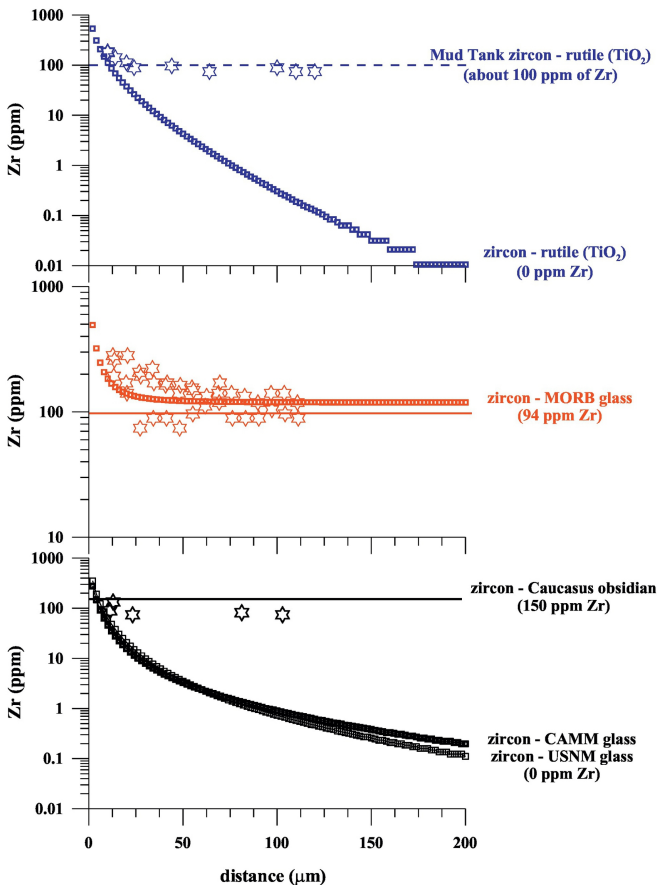 1000
100
10
1
0.1
0.01
Zr (ppm)
Mud Tank zircon - rutile (TiO₂)
(about 100 ppm of Zr)
zircon - rutile (TiO₂)
(0 ppm Zr)
1000
100
10
Zr (ppm)
zircon - MORB glass
(94 ppm Zr)
1000
100
10
1
0.1
0.01
Zr (ppm)
zircon - Caucasus obsidian
(150 ppm Zr)
zircon - CAMM glass
zircon - USNM glass
(0 ppm Zr)
0 50 100 150 200
distance (μm)